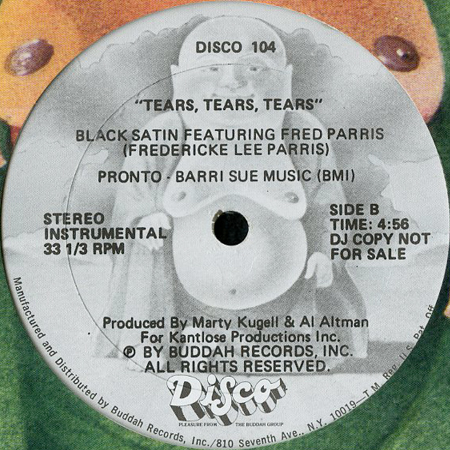 DISCO 104
"TEARS, TEARS, TEARS"
BLACK SATIN FEATURING FRED PARRIS
(FREDERICKE LEE PARRIS)
PRONTO - BARRI SUE MUSIC (BMI)
STEREO
INSTRUMENTAL
33 1/3 RPM
SIDE B
TIME: 4:56
DJ COPY NOT
FOR SALE
Produced By Marty Kugell & Al Altman
For Kantlose Productions Inc.
℗ BY BUDDAH RECORDS, INC.
ALL RIGHTS RESERVED.
Disco
PLEASURE FROM THE BUDDAH GROUP
Manufactured and Distributed by Buddah Records, Inc./810 Seventh Ave., N.Y. 10019—T.M. Reg. U.S. Pat. Off.